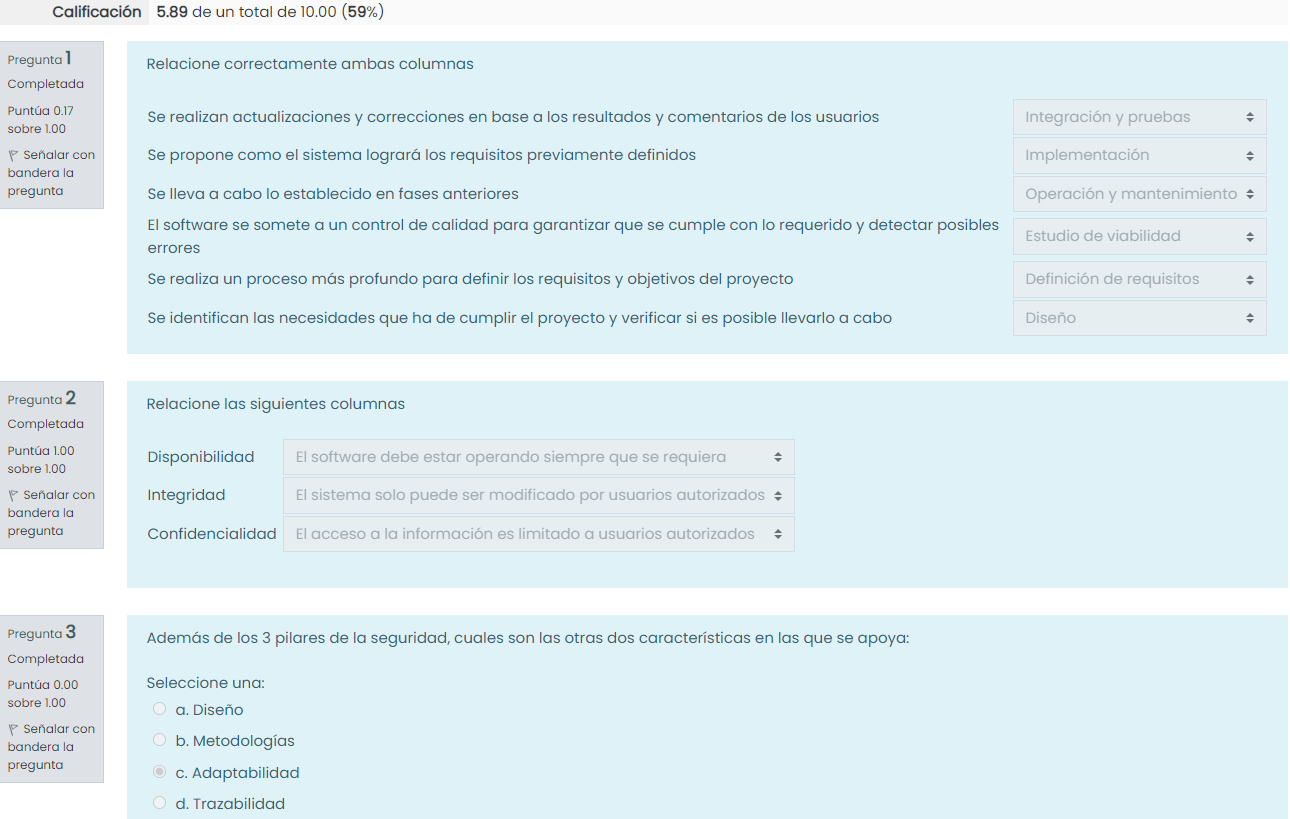 Calificación 5.89 de un total de 10.00 (59%)
Pregunta 1
Completada
Puntúa 0.17
sobre 1.00
Señalar con
bandera la
pregunta
Relacione correctamente ambas columnas
Se realizan actualizaciones y correcciones en base a los resultados y comentarios de los usuarios Integración y pruebas
Se propone como el sistema logrará los requisitos previamente definidos Implementación
Se lleva a cabo lo establecido en fases anteriores Operación y mantenimiento
El software se somete a un control de calidad para garantizar que se cumple con lo requerido y detectar posibles
errores Estudio de viabilidad
Se realiza un proceso más profundo para definir los requisitos y objetivos del proyecto Definición de requisitos
Se identifican las necesidades que ha de cumplir el proyecto y verificar si es posible llevarlo a cabo Diseño
Pregunta 2
Completada
Puntúa 1.00
sobre 1.00
Señalar con
bandera la
pregunta
Relacione las siguientes columnas
Disponibilidad El software debe estar operando siempre que se requiera
Integridad El sistema solo puede ser modificado por usuarios autorizados
Confidencialidad El acceso a la información es limitado a usuarios autorizados
Pregunta 3
Completada
Puntúa 0.00
sobre 1.00
Señalar con
bandera la
pregunta
Además de los 3 pilares de la seguridad, cuales son las otras dos características en las que se apoya:
Seleccione una:
a. Diseño
b. Metodologías
c. Adaptabilidad
d. Trazabilidad